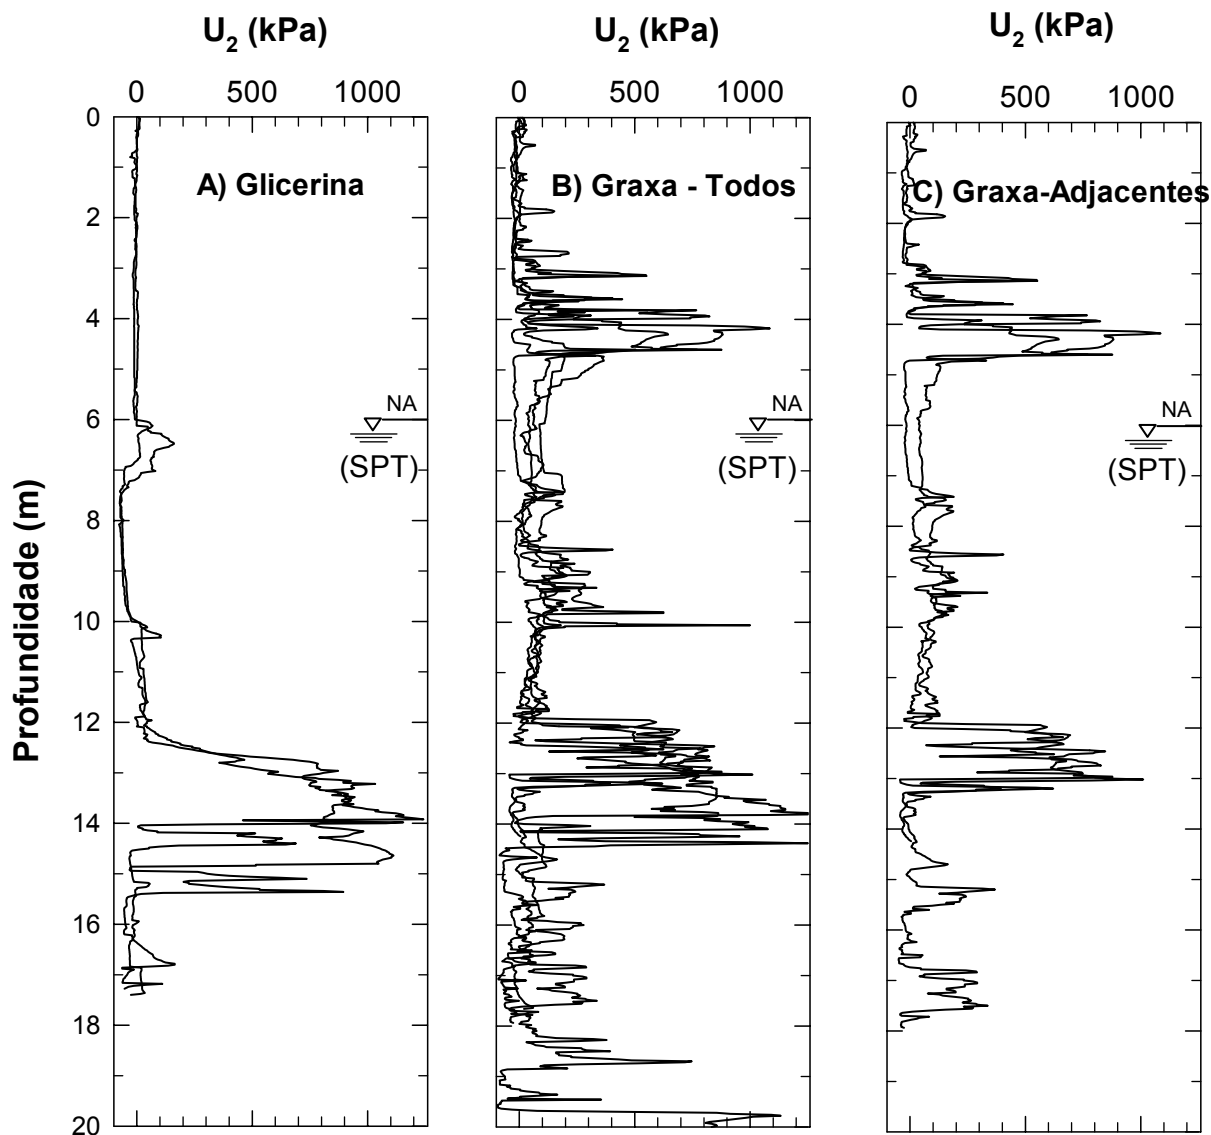 U2 (kPa)
U2 (kPa)
U2 (kPa)
0 500 1000
0 500 1000
0 500 1000
Profundidade (m)
0
2
4
6
8
10
12
14
16
18
20
A) Glicerina
NA
(SPT)
B) Graxa - Todos
NA
(SPT)
C) Graxa-Adjacentes
NA
(SPT)